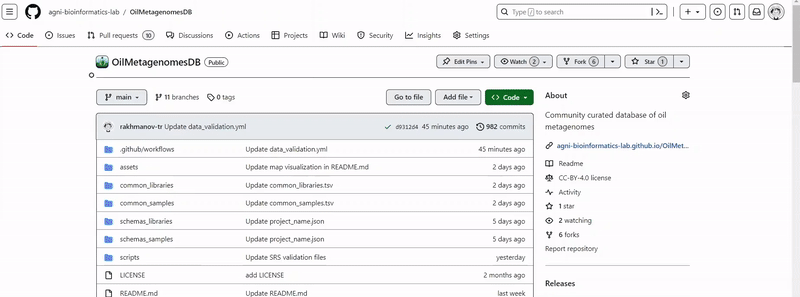 agni-bioinformatics-lab / OilMetagenomesDB
Type / to search
Code Issues Pull requests 10 Discussions Actions Projects Wiki Security Insights Settings
OilMetagenomesDB Public
Edit Pins Watch 2 Fork 6 Star 1
main 11 branches 0 tags Go to file Add file Code
rakhmanov-tr Update data_validation.yml d9312d4 45 minutes ago 982 commits
.github/workflows Update data_validation.yml 45 minutes ago
assets Update map visualization in README.md 2 days ago
common_libraries Update common_libraries.tsv 2 days ago
common_samples Update common_samples.tsv 2 days ago
schemas_libraries Update project_name.json 5 days ago
schemas_samples Update project_name.json 5 days ago
scripts Update SRS validation files yesterday
LICENSE add LICENSE 2 months ago
README.md Update README.md last week
About
Community curated database of oil
metagenomes
agni-bioinformatics-lab.github.io/OilMet...
Readme
CC-BY-4.0 license
Activity
1 star
2 watching
6 forks
Report repository
Releases